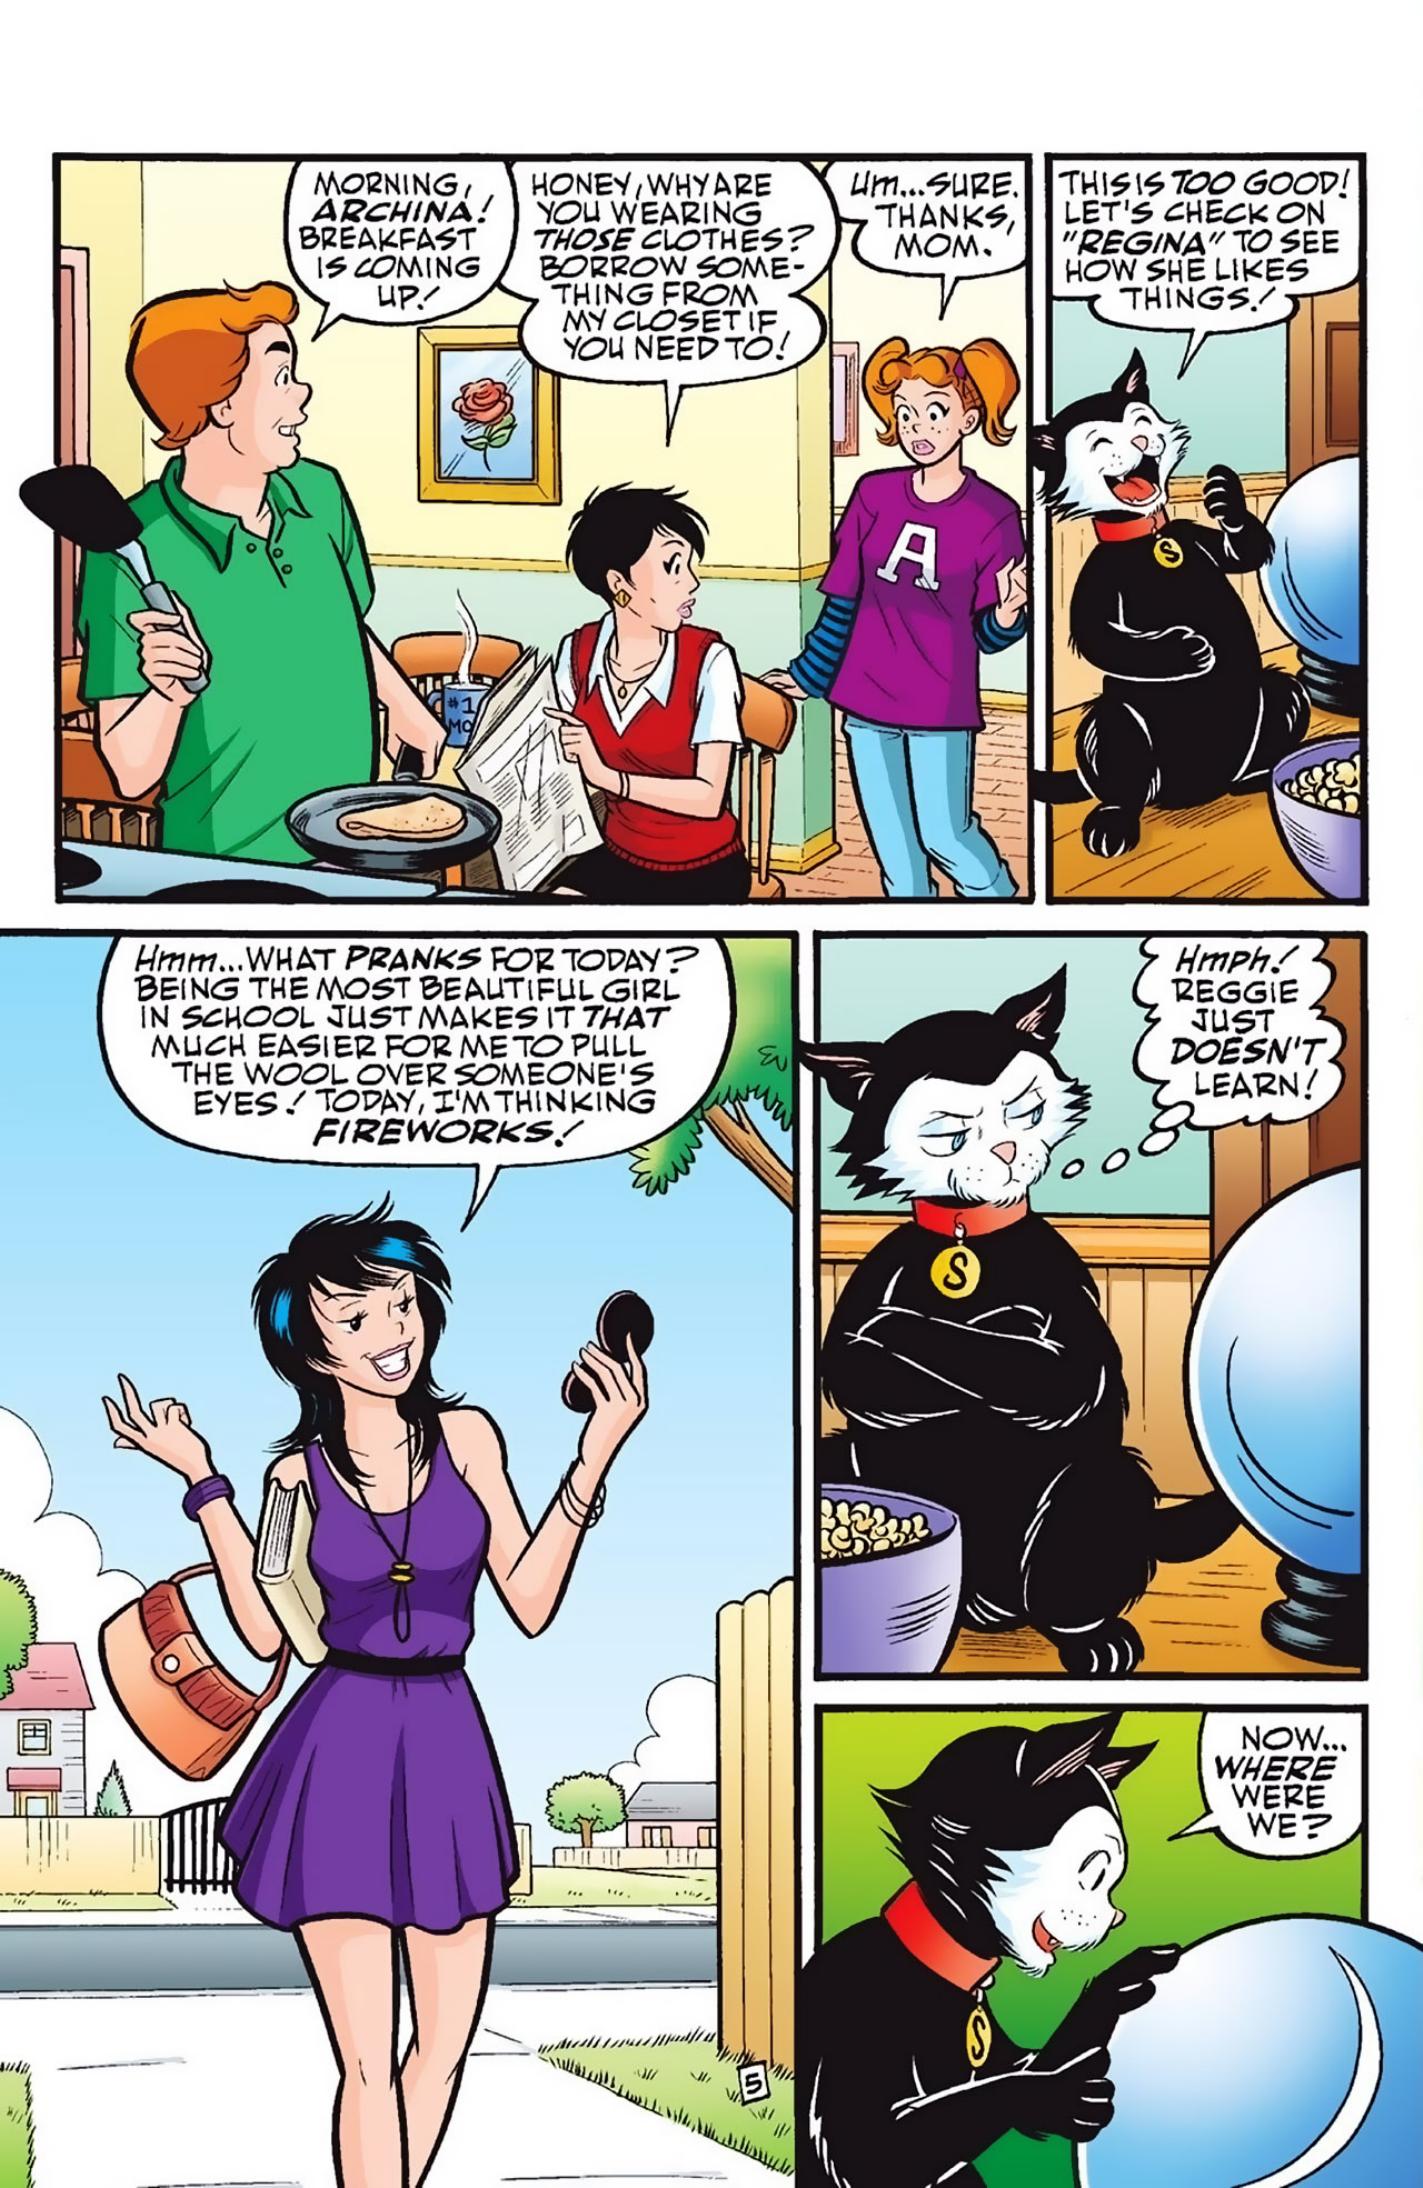 MORNING,
ARCHINA!
BREAKFAST
IS COMING
UP!
HONEY, WHY ARE
YOU WEARING
THOSE CLOTHES?
BORROW SOME-
THING FROM
MY CLOSET IF
YOU NEED TO!
Um...SURE.
THANKS,
MOM.
A
#1
MO
THIS IS TOO GOOD!
LET'S CHECK ON
"REGINA" TO SEE
HOW SHE LIKES
THINGS!
S
Hmm...WHAT PRANKS FOR TODAY?
BEING THE MOST BEAUTIFUL GIRL
IN SCHOOL JUST MAKES IT THAT
MUCH EASIER FOR ME TO PULL
THE WOOL OVER SOMEONE'S
EYES! TODAY, I'M THINKING
FIREWORKS!
5
Hmph!
REGGIE
JUST
DOESN'T
LEARN!
S
NOW...
WHERE
WERE
WE?
S